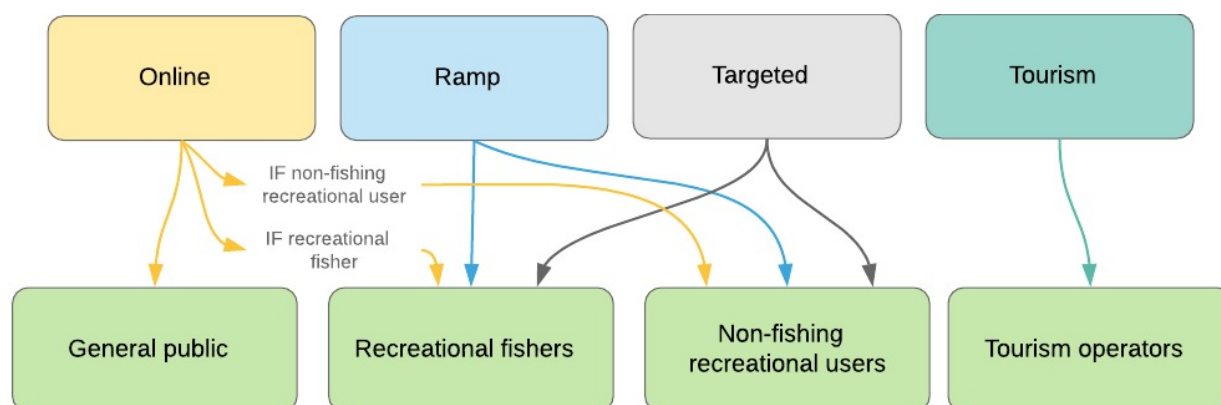 Online
Ramp
Targeted
Tourism
IF non-fishing
recreational user
IF recreational
fisher
General public
Recreational fishers
Non-fishing
recreational users
Tourism operators